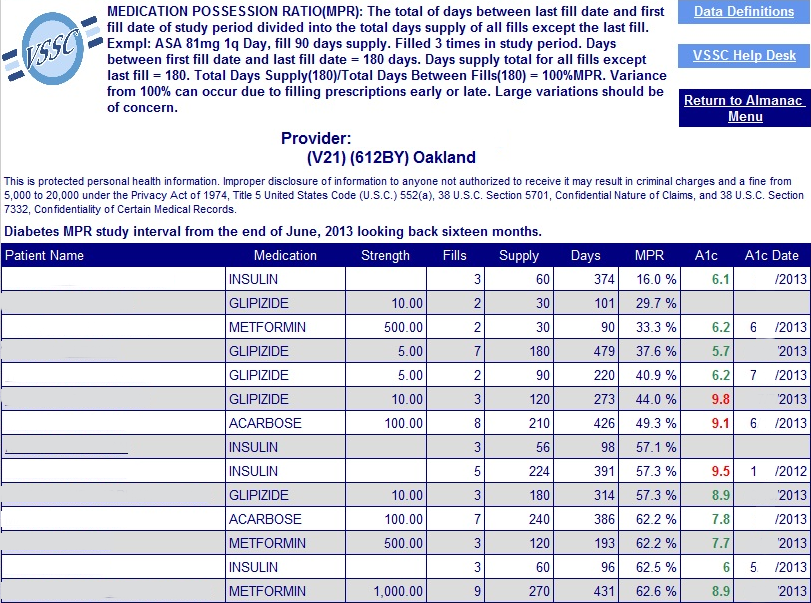 VSSC
MEDICATION POSSESSION RATIO(MPR): The total of days between last fill date and first
fill date of study period divided into the total days supply of all fills except the last fill.
Exmpl: ASA 81mg 1q Day, fill 90 days supply. Filled 3 times in study period. Days
between first fill date and last fill date = 180 days. Days supply total for all fills except
last fill = 180. Total Days Supply(180)/Total Days Between Fills(180) = 100%MPR. Variance
from 100% can occur due to filling prescriptions early or late. Large variations should be
of concern.
Data Definitions
VSSC Help Desk
Return to Almanac
Menu
Provider:
(V21) (612BY) Oakland
This is protected personal health information. Improper disclosure of information to anyone not authorized to receive it may result in criminal charges and a fine from
5,000 to 20,000 under the Privacy Act of 1974, Title 5 United States Code (U.S.C.) 552(a), 38 U.S.C. Section 5701, Confidential Nature of Claims, and 38 U.S.C. Section
7332, Confidentiality of Certain Medical Records.
Diabetes MPR study interval from the end of June, 2013 looking back sixteen months.
Patient Name Medication Strength Fills Supply Days MPR A1c A1c Date
INSULIN 3 60 374 16.0 % 6.1 /2013
GLIPIZIDE 10.00 2 30 101 29.7 %
METFORMIN 500.00 2 30 90 33.3 % 6.2 6 /2013
GLIPIZIDE 5.00 7 180 479 37.6 % 5.7 2013
GLIPIZIDE 5.00 2 90 220 40.9 % 6.2 7 /2013
GLIPIZIDE 10.00 3 120 273 44.0 % 9.8 2013
ACARBOSE 100.00 8 210 426 49.3 % 9.1 6 /2013
INSULIN 3 56 98 57.1 %
INSULIN 5 224 391 57.3 % 9.5 1 /2012
GLIPIZIDE 10.00 3 180 314 57.3 % 8.9 2013
ACARBOSE 100.00 7 240 386 62.2 % 7.8 /2013
METFORMIN 500.00 3 120 193 62.2 % 7.7 2013
INSULIN 3 60 96 62.5 % 6 5 /2013
METFORMIN 1,000.00 9 270 431 62.6 % 8.9 2013